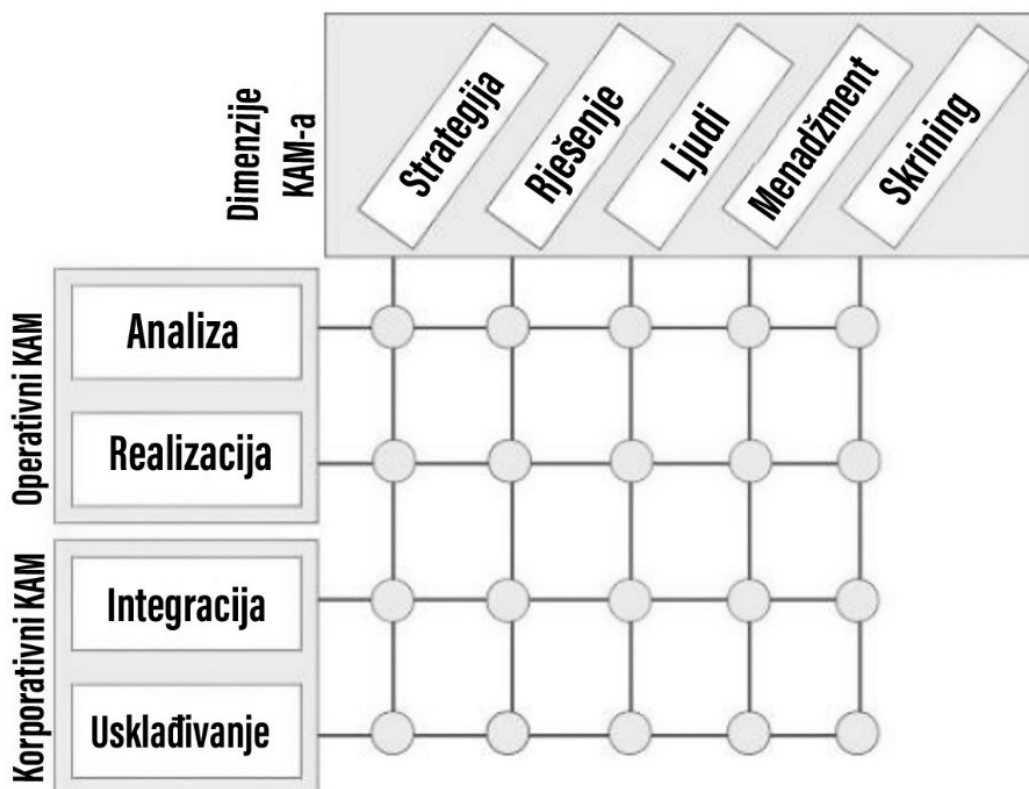 Dimenzije
KAM-a
Strategija
Rješenje
Ljudi
Menadžment
Skrining
Operativni KAM
Analiza
Realizacija
Korporativni KAM
Integracija
Usklađivanje